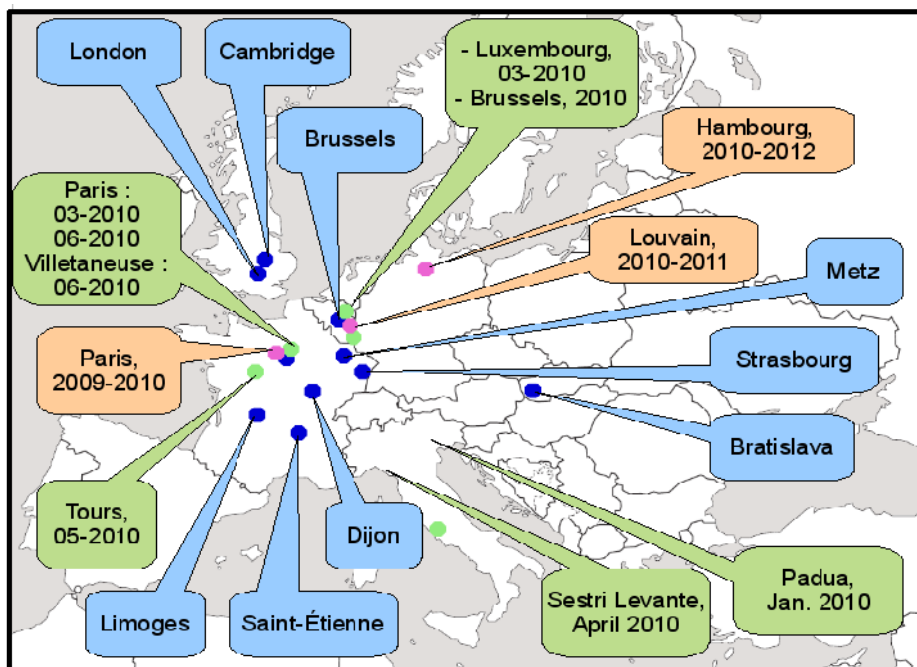 London
Cambridge
- Luxembourg,
03-2010
- Brussels, 2010
Brussels
Hambourg,
2010-2012
Paris :
03-2010
06-2010
Villetaneuse :
06-2010
Louvain,
2010-2011
Metz
Paris,
2009-2010
Strasbourg
Bratislava
Tours,
05-2010
Dijon
Limoges
Saint-Étienne
Sestri Levante,
April 2010
Padua,
Jan. 2010